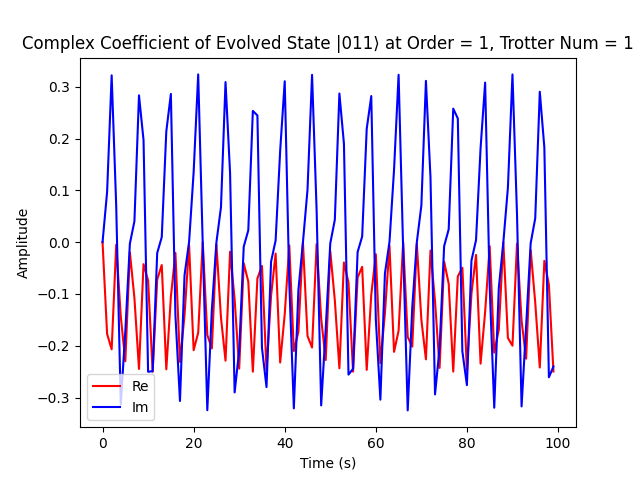 Complex Coefficient of Evolved State |011⟩ at Order = 1, Trotter Num = 1
0.3
0.2
0.1
0.0
−0.1
−0.2
−0.3
Amplitude
Re
Im
0 20 40 60 80 100
Time (s)